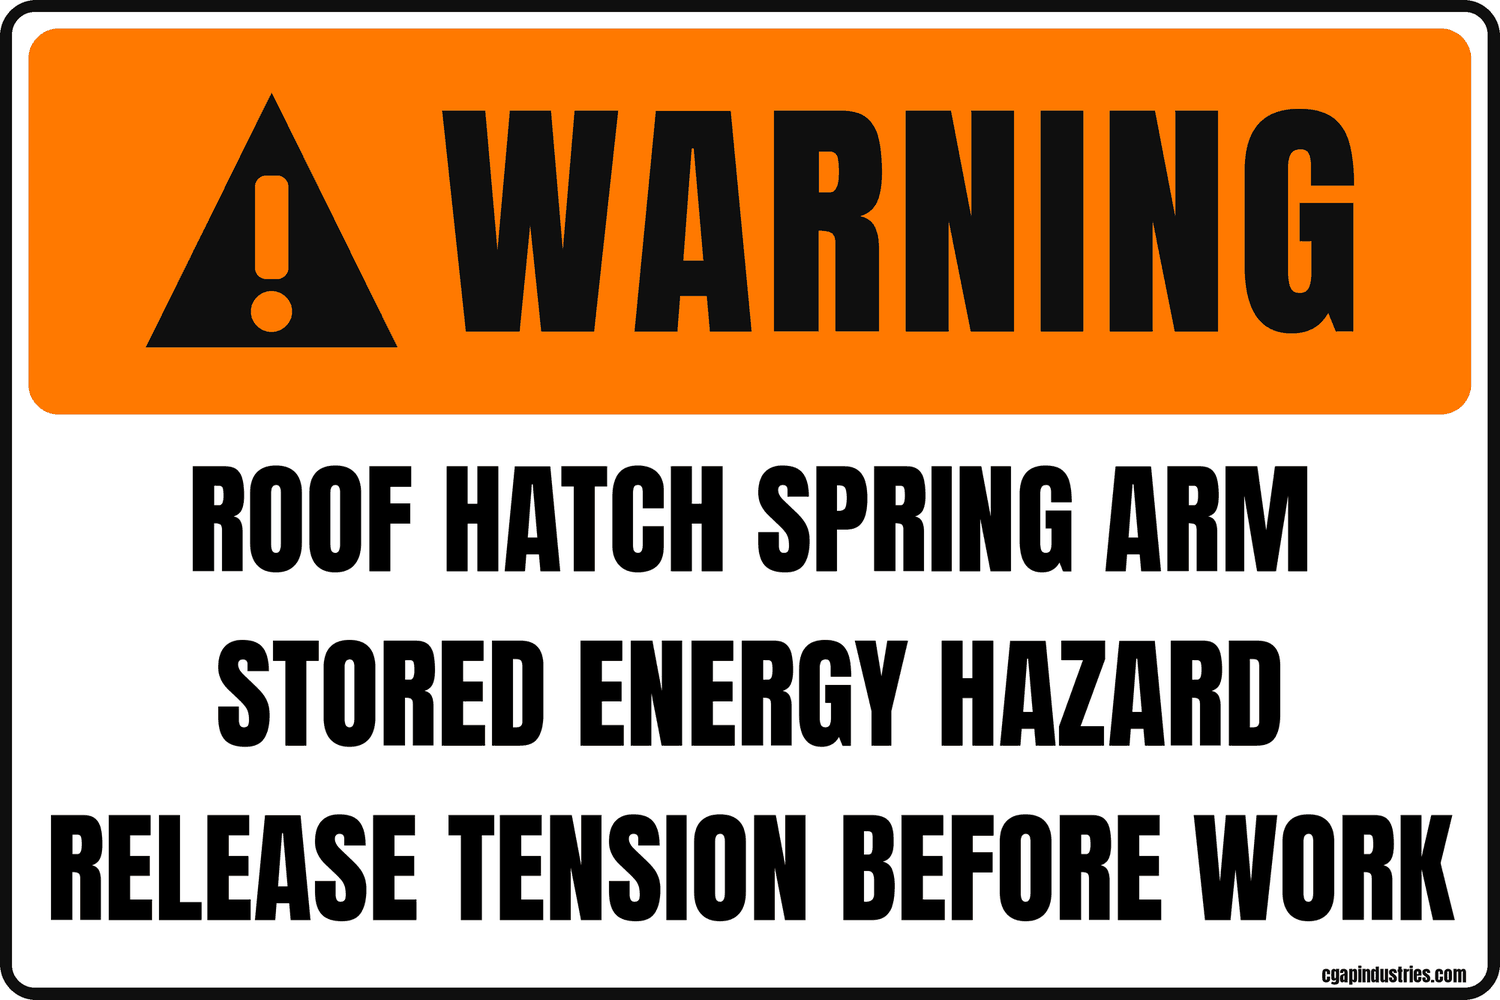 WARNING
ROOF HATCH SPRING ARM
STORED ENERGY HAZARD
RELEASE TENSION BEFORE WORK
cgapindustries.com